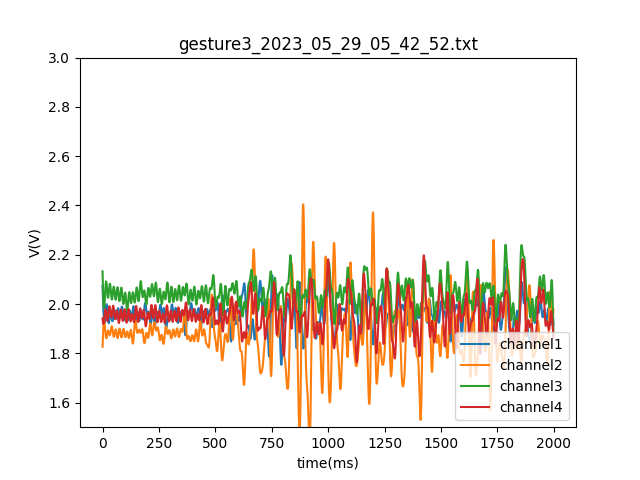 gesture3_2023_05_29_05_42_52.txt
3.0
2.8
2.6
2.4
2.2
2.0
1.8
1.6
V(V)
channel1
channel2
channel3
channel4
0 250 500 750 1000 1250 1500 1750 2000
time(ms)